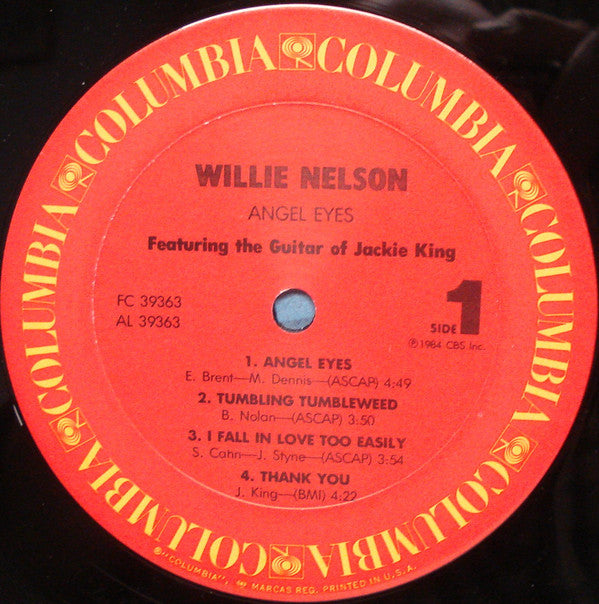 COLUMBIA COLUMBIA COLUMBIA COLUMBIA COLUMBIA COLUMBIA
WILLIE NELSON
ANGEL EYES
Featuring the Guitar of Jackie King
FC 39363
AL 39363
SIDE 1
℗1984 CBS Inc.
1. ANGEL EYES
E. Brent—M. Dennis—(ASCAP) 4:49
2. TUMBLING TUMBLEWEED
B. Nolan—(ASCAP) 3:50
3. I FALL IN LOVE TOO EASILY
S. Cahn—J. Styne—(ASCAP) 3:54
4. THANK YOU
J. King—(BMI) 4:22
"COLUMBIA", MARCAS REG. PRINTED IN U.S.A.